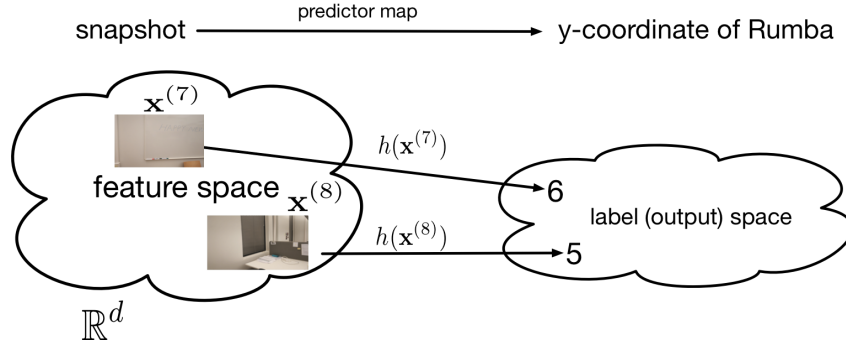 predictor map
snapshot
y-coordinate of Rumba
x^{(7)}
h(x^{(7)})
feature space
x^{(8)}
6
label (output) space
h(x^{(8)})
5
ℝ^d